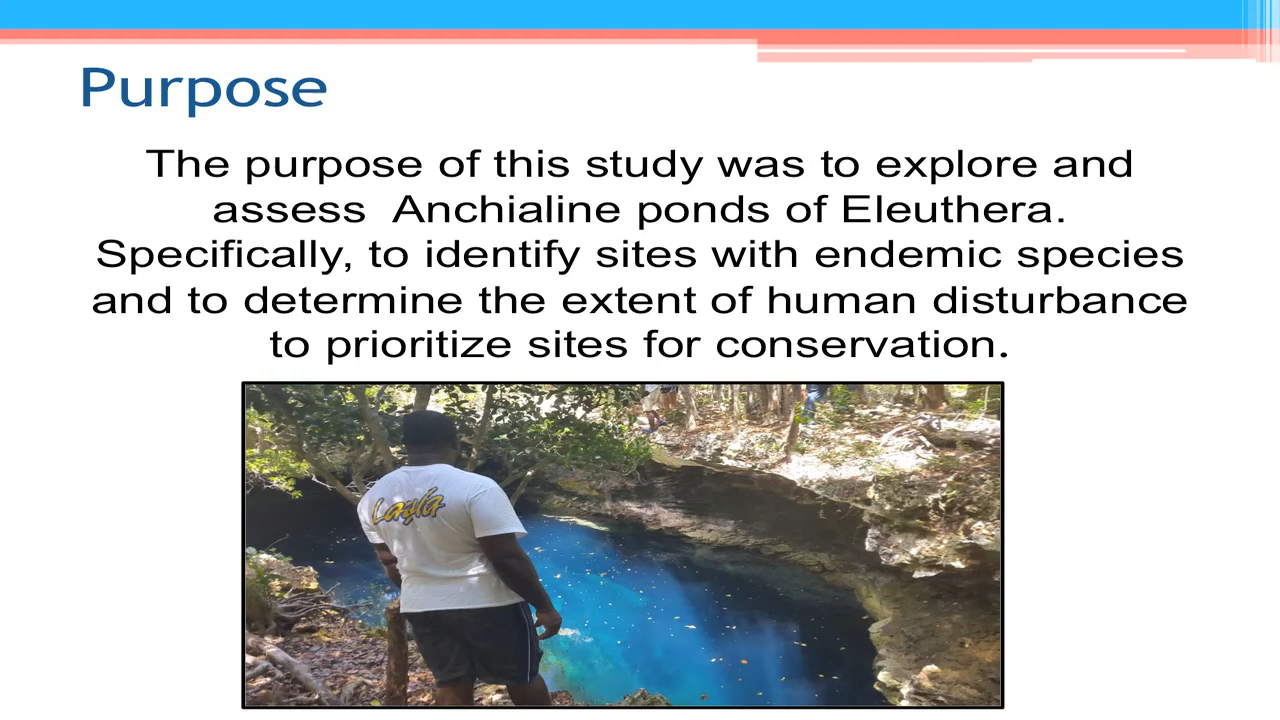 Purpose
The purpose of this study was to explore and
assess  Anchialine ponds of Eleuthera.
Specifically, to identify sites with endemic species
and to determine the extent of human disturbance
to prioritize sites for conservation.
Layla